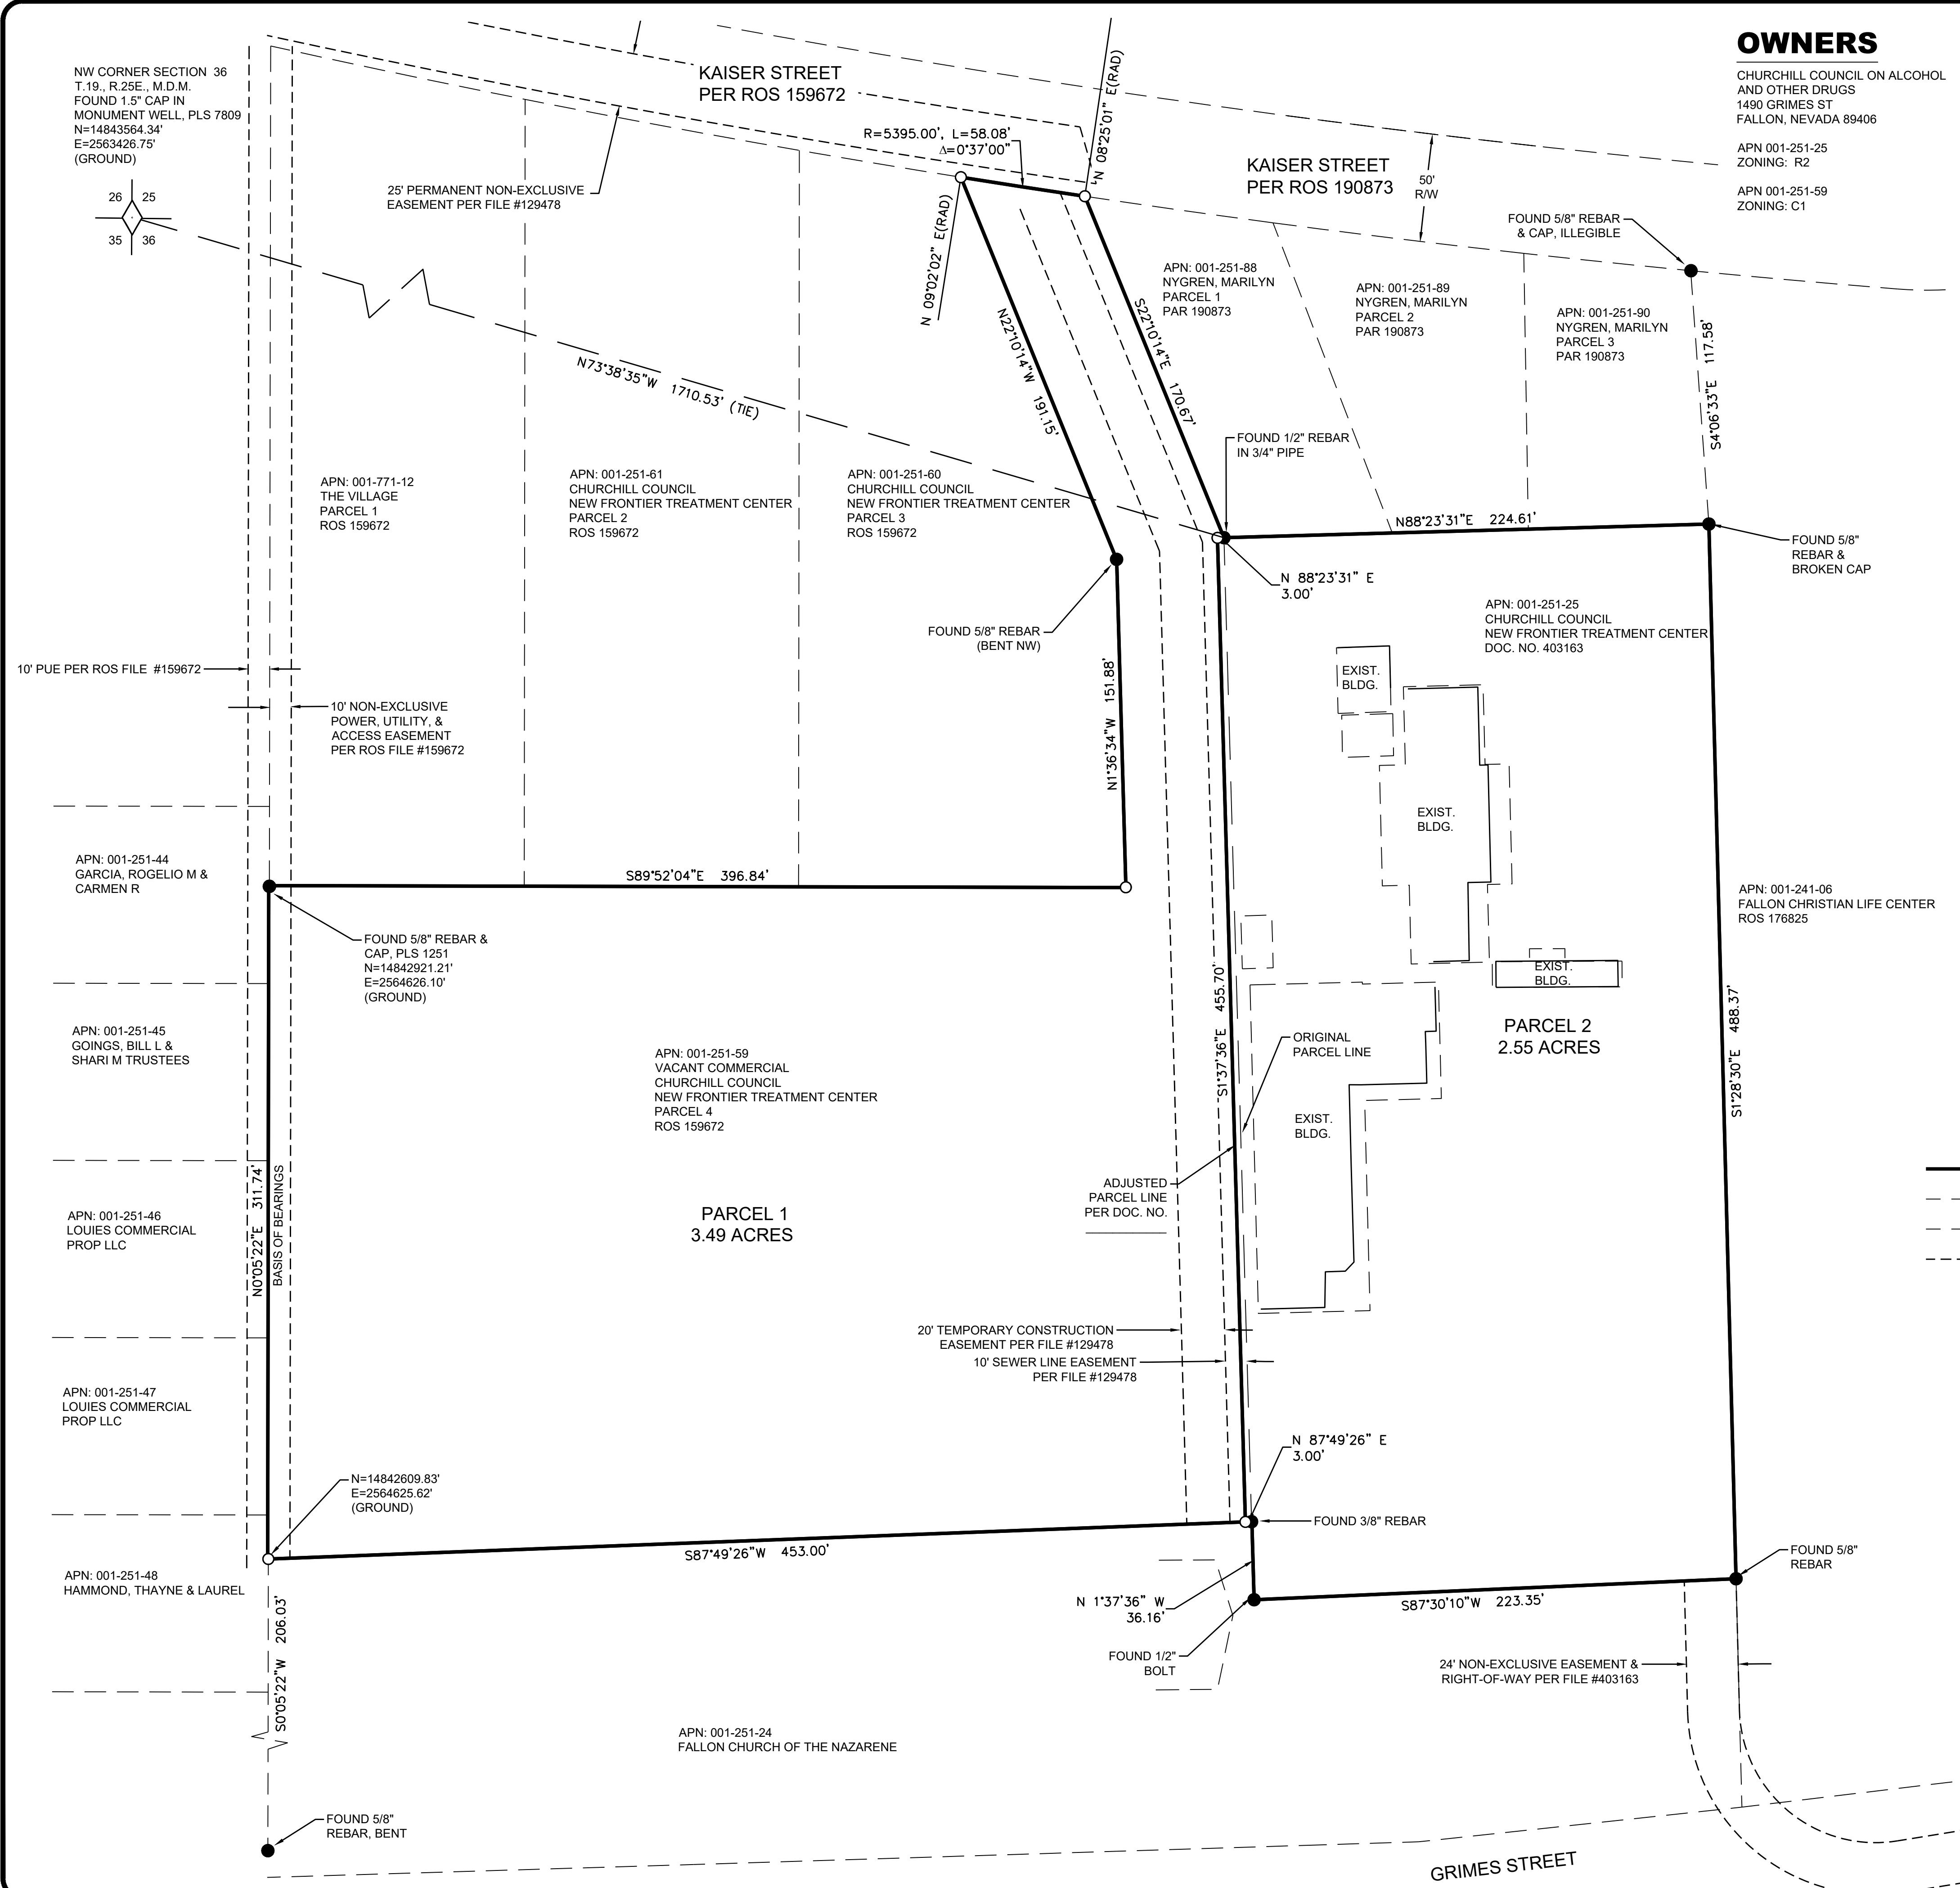 OWNERS
CHURCHILL COUNCIL ON ALCOHOL
AND OTHER DRUGS
1490 GRIMES ST
FALLON, NEVADA 89406
APN 001-251-25
ZONING: R2
APN 001-251-59
ZONING: C1
NW CORNER SECTION 36
T.19., R.25E., M.D.M.
FOUND 1.5" CAP IN
MONUMENT WELL, PLS 7809
N=14843564.34'
E=2563426.75'
(GROUND)
26 25
35 36
KAISER STREET
PER ROS 159672
R=5395.00', L=58.08'
Δ=0°37'00"
N 08°25'01" E(RAD)
KAISER STREET
PER ROS 190873
50'
R/W
FOUND 5/8" REBAR
& CAP, ILLEGIBLE
25' PERMANENT NON-EXCLUSIVE
EASEMENT PER FILE #129478
N 09°02'02" E(RAD)
N22°10'14"W 191.15'
S22°10'14"E 170.67'
APN: 001-251-88
NYGREN, MARILYN
PARCEL 1
PAR 190873
APN: 001-251-89
NYGREN, MARILYN
PARCEL 2
PAR 190873
APN: 001-251-90
NYGREN, MARILYN
PARCEL 3
PAR 190873
S4°06'33"E 117.58'
N73°38'35"W 1710.53' (TIE)
FOUND 1/2" REBAR
IN 3/4" PIPE
N88°23'31"E 224.61'
APN: 001-771-12
THE VILLAGE
PARCEL 1
ROS 159672
APN: 001-251-61
CHURCHILL COUNCIL
NEW FRONTIER TREATMENT CENTER
PARCEL 2
ROS 159672
APN: 001-251-60
CHURCHILL COUNCIL
NEW FRONTIER TREATMENT CENTER
PARCEL 3
ROS 159672
FOUND 5/8"
REBAR &
BROKEN CAP
N 88°23'31" E
3.00'
FOUND 5/8" REBAR
(BENT NW)
APN: 001-251-25
CHURCHILL COUNCIL
NEW FRONTIER TREATMENT CENTER
DOC. NO. 403163
10' PUE PER ROS FILE #159672
10' NON-EXCLUSIVE
POWER, UTILITY, &
ACCESS EASEMENT
PER ROS FILE #159672
N1°36'34"W 151.88'
EXIST.
BLDG.
EXIST.
BLDG.
APN: 001-251-44
GARCIA, ROGELIO M &
CARMEN R
S89°52'04"E 396.84'
APN: 001-241-06
FALLON CHRISTIAN LIFE CENTER
ROS 176825
FOUND 5/8" REBAR &
CAP, PLS 1251
N=14842921.21'
E=2564626.10'
(GROUND)
EXIST.
BLDG.
S1°37'36"E 455.70'
S1°28'30"E 488.37'
APN: 001-251-45
GOINGS, BILL L &
SHARI M TRUSTEES
APN: 001-251-59
VACANT COMMERCIAL
CHURCHILL COUNCIL
NEW FRONTIER TREATMENT CENTER
PARCEL 4
ROS 159672
ORIGINAL
PARCEL LINE
PARCEL 2
2.55 ACRES
EXIST.
BLDG.
ADJUSTED
PARCEL LINE
PER DOC. NO.
N0°05'22"E 311.74'
BASIS OF BEARINGS
APN: 001-251-46
LOUIES COMMERCIAL
PROP LLC
PARCEL 1
3.49 ACRES
20' TEMPORARY CONSTRUCTION
EASEMENT PER FILE #129478
10' SEWER LINE EASEMENT
PER FILE #129478
APN: 001-251-47
LOUIES COMMERCIAL
PROP LLC
N 87°49'26" E
3.00'
N=14842609.83'
E=2564625.62'
(GROUND)
FOUND 3/8" REBAR
S87°49'26"W 453.00'
FOUND 5/8"
REBAR
APN: 001-251-48
HAMMOND, THAYNE & LAUREL
N 1°37'36" W
36.16'
S87°30'10"W 223.35'
S0°05'22"W 206.03'
FOUND 1/2"
BOLT
24' NON-EXCLUSIVE EASEMENT &
RIGHT-OF-WAY PER FILE #403163
APN: 001-251-24
FALLON CHURCH OF THE NAZARENE
FOUND 5/8"
REBAR, BENT
GRIMES STREET